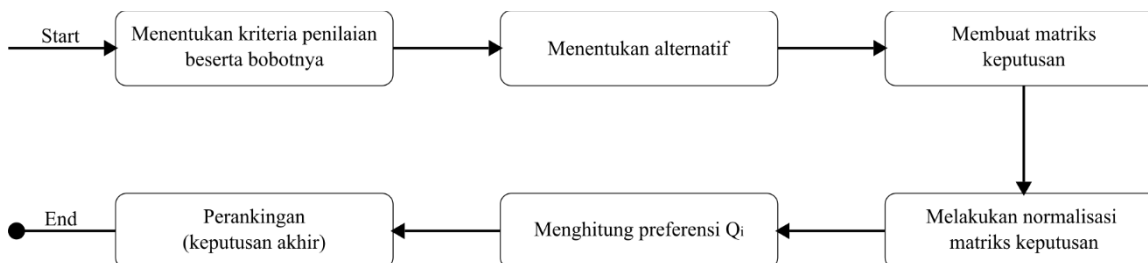 Start
Menentukan kriteria penilaian
beserta bobotnya
Menentukan alternatif
Membuat matriks
keputusan
Melakukan normalisasi
matriks keputusan
Menghitung preferensi Qi
Perankingan
(keputusan akhir)
End